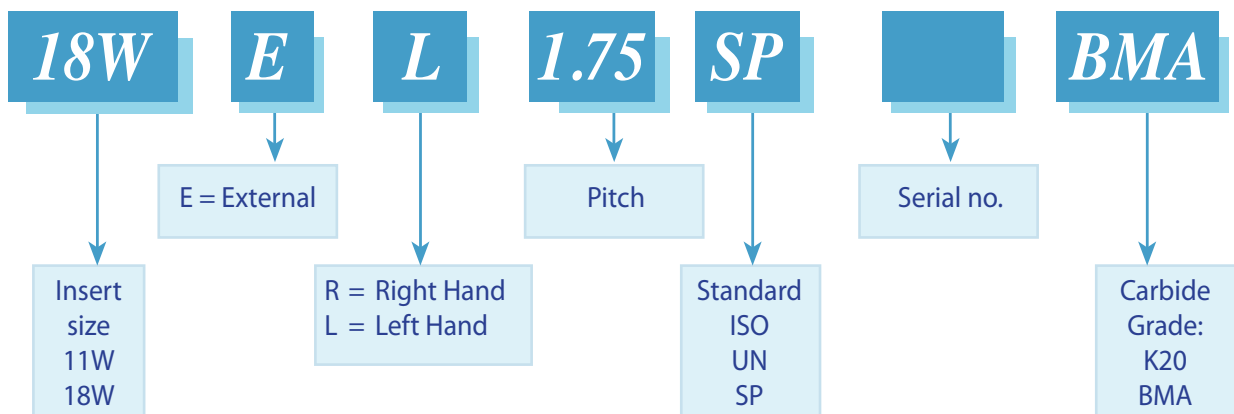 18W E L 1.75 SP BMA
E = External
Pitch
Serial no.
Insert
size
11W
18W
R = Right Hand
L = Left Hand
Standard
ISO
UN
SP
Carbide
Grade:
K20
BMA